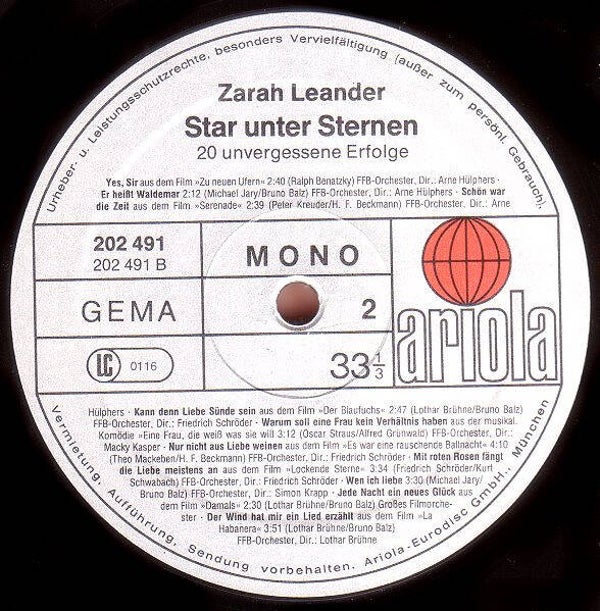 Urheber- u. Leistungsschutzrechte, besonders Vervielfältigung (außer zum persönl. Gebrauch),
Zarah Leander
Star unter Sternen
20 unvergessene Erfolge
Yes, Sir aus dem Film »Zu neuen Ufern« 2:40 (Ralph Benatzky) FFB-Orchester, Dir.: Arne Hülphers ·
Er heißt Waldemar 2:12 (Michael Jary/Bruno Balz) FFB-Orchester, Dir.: Arne Hülphers · Schön war
die Zeit aus dem Film »Serenade« 2:39 (Peter Kreuder/H. F. Beckmann) FFB-Orchester, Dir.: Arne
202 491
202 491 B
MONO
GEMA
2
ariola
LC 0116
33 1/3
Hülphers · Kann denn Liebe Sünde sein aus dem Film »Der Blaufuchs« 2:47 (Lothar Brühne/Bruno Balz)
FFB-Orchester, Dir.: Friedrich Schröder · Warum soll eine Frau kein Verhältnis haben aus der musikal.
Komödie »Eine Frau, die weiß was sie will 3:12 (Oscar Straus/Alfred Grünwald) FFB-Orchester, Dir.:
Macky Kasper · Nur nicht aus Liebe weinen aus dem Film »Es war eine rauschende Ballnacht« 4:10
(Theo Mackeben/H. F. Beckmann) FFB-Orchester, Dir.: Friedrich Schröder · Mit roten Rosen fängt
die Liebe meistens an aus dem Film »Lockende Sterne« 3:34 (Friedrich Schröder/Kurt
Schwabach) FFB-Orchester, Dir.: Friedrich Schröder · Wen ich liebe 3:30 (Michael Jary/
Bruno Balz) FFB-Orchester, Dir.: Simon Krapp · Jede Nacht ein neues Glück aus
dem Film »Damals« 2:30 (Lothar Brühne/Bruno Balz) Großes Filmorche-
ster · Der Wind hat mir ein Lied erzählt aus dem Film »La
Habanera« 3:51 (Lothar Brühne/Bruno Balz)
FFB-Orchester, Dir.: Lothar Brühne
Vermietung, Aufführung, Sendung vorbehalten. Ariola-Eurodisc GmbH., München